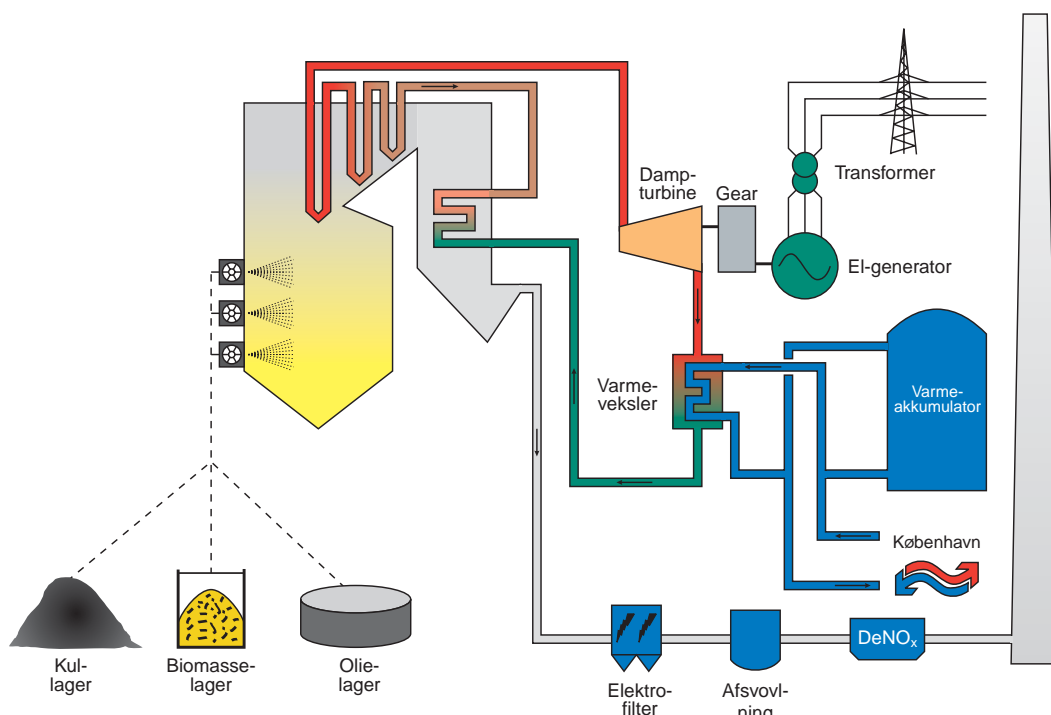 Damp-
turbine
Gear
Transformer
El-generator
Varme-
veksler
Varme-
akkumulator
København
Kul-
lager
Biomasse-
lager
Olie-
lager
Elektro-
filter
Afsvovl-
ning
DeNOx